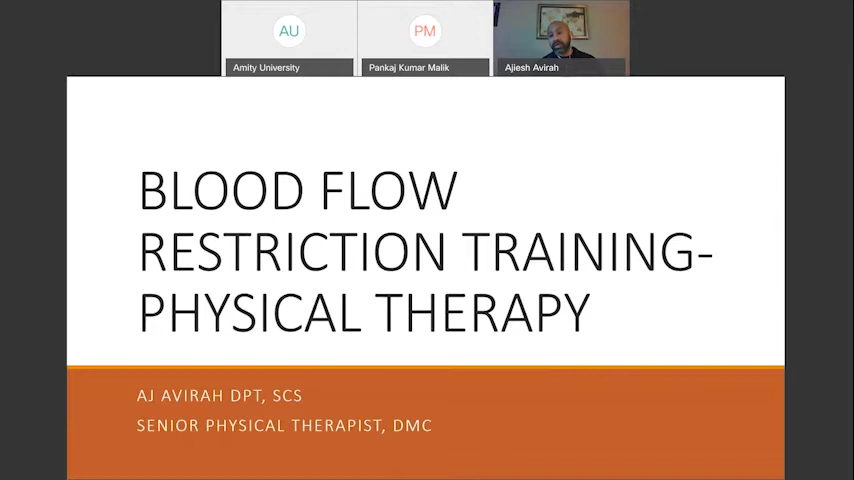 AU
PM
Amity University
Pankaj Kumar Malik
Ajiesh Avirah
BLOOD FLOW
RESTRICTION TRAINING-
PHYSICAL THERAPY
AJ AVIRAH DPT, SCS
SENIOR PHYSICAL THERAPIST, DMC